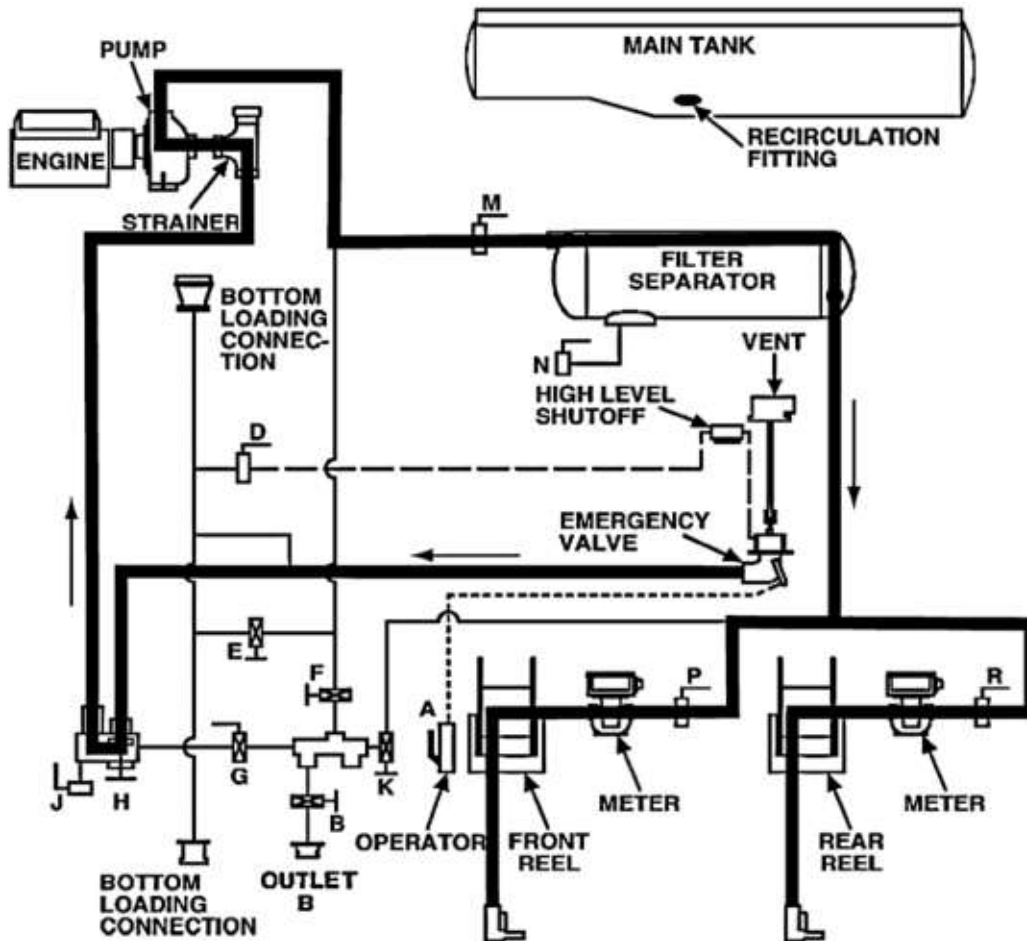 PUMP
MAIN TANK
RECIRCULATION
FITTING
ENGINE
STRAINER
M
FILTER
SEPARATOR
BOTTOM
LOADING
CONNEC-
TION
VENT
N
HIGH LEVEL
SHUTOFF
D
EMERGENCY
VALVE
E
F
A
P
R
G
K
J
H
B
OPERATOR
FRONT
REEL
METER
REAR
REEL
METER
BOTTOM
LOADING
CONNECTION
OUTLET
B